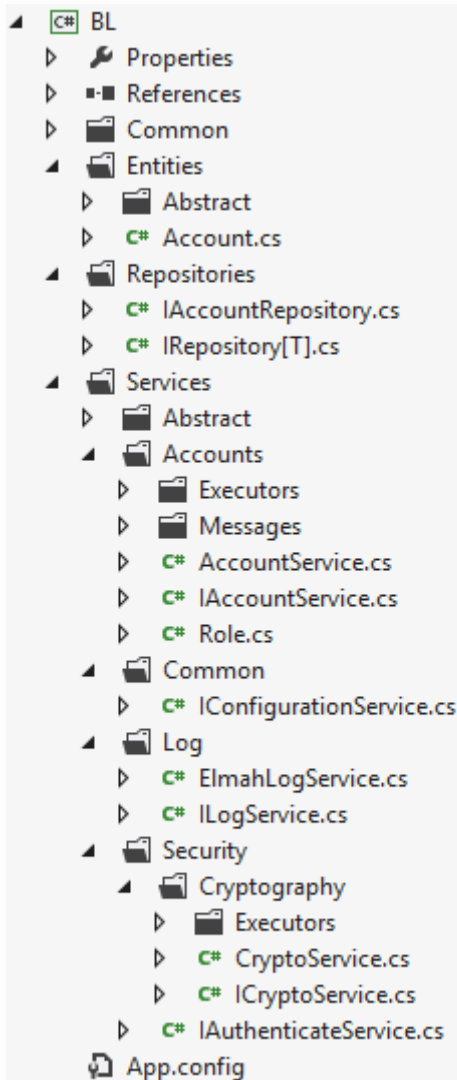 C# BL
Properties
References
Common
Entities
Abstract
C# Account.cs
Repositories
C# IAccountRepository.cs
C# IRepository[T].cs
Services
Abstract
Accounts
Executors
Messages
C# AccountService.cs
C# IAccountService.cs
C# Role.cs
Common
C# IConfigurationService.cs
Log
C# ElmahLogService.cs
C# ILogService.cs
Security
Cryptography
Executors
C# CryptoService.cs
C# ICryptoService.cs
C# IAuthenticateService.cs
App.config